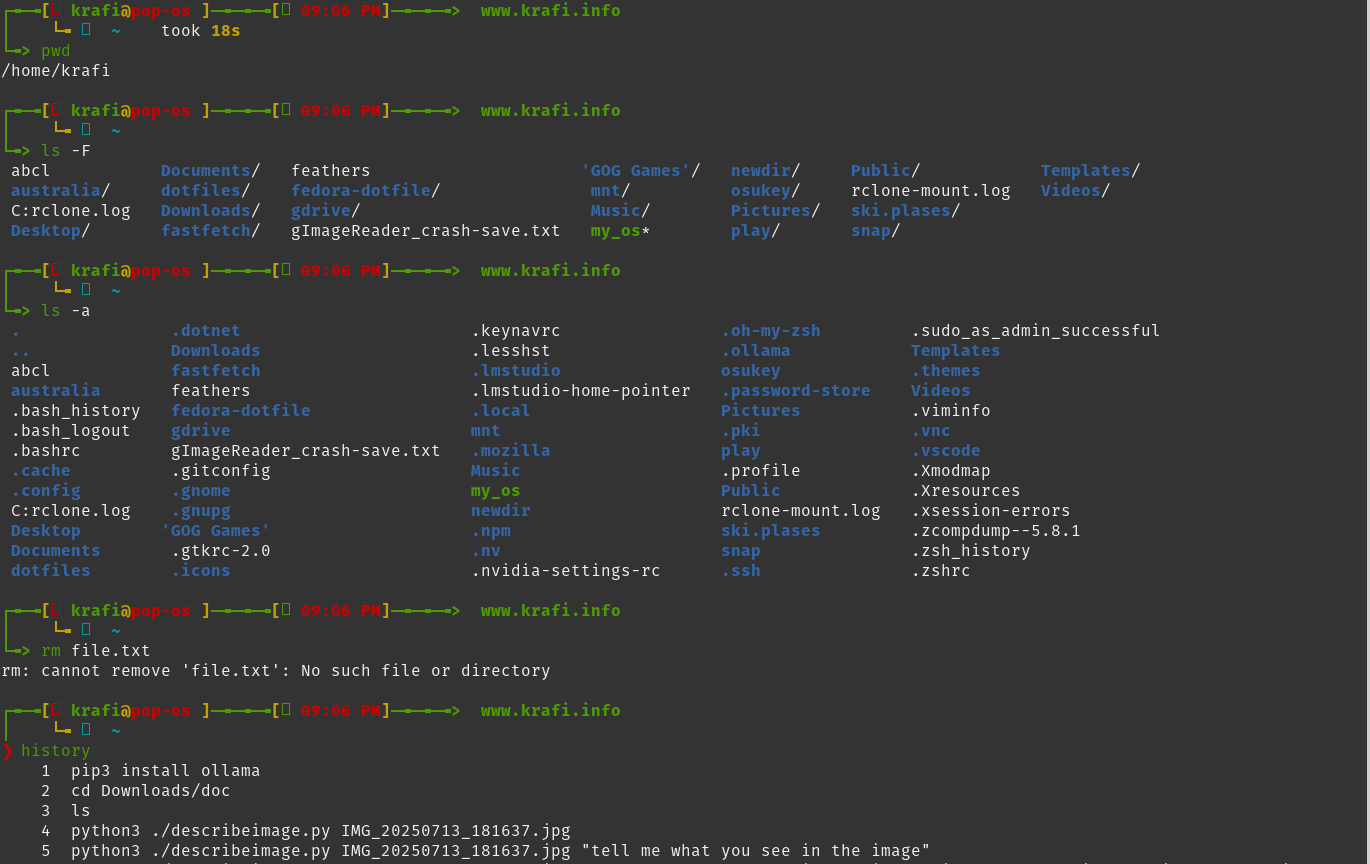 [ krafi@pop-os ][ 09:06 PM] www.krafi.info
~ took 18s
pwd
/home/krafi
[ krafi@pop-os ][ 09:06 PM] www.krafi.info
~
ls -F
abcl Documents/ feathers 'GOG Games'/ newdir/ Public/ Templates/
australia/ dotfiles/ fedora-dotfile/ mnt/ osukey/ rclone-mount.log Videos/
C:rclone.log Downloads/ gdrive/ Music/ Pictures/ ski.plases/
Desktop/ fastfetch/ gImageReader_crash-save.txt my_os* play/ snap/
[ krafi@pop-os ][ 09:06 PM] www.krafi.info
~
ls -a
. .dotnet .keynavrc .oh-my-zsh .sudo_as_admin_successful
.. Downloads .lesshst .ollama Templates
abcl fastfetch .lmstudio osukey .themes
australia feathers .lmstudio-home-pointer .password-store Videos
.bash_history fedora-dotfile .local Pictures .viminfo
.bash_logout gdrive mnt .pki .vnc
.bashrc gImageReader_crash-save.txt .mozilla play .vscode
.cache .gitconfig Music .profile .Xmodmap
.config .gnome my_os Public .Xresources
C:rclone.log .gnupg newdir rclone-mount.log .xsession-errors
Desktop 'GOG Games' .npm ski.plases .zcompdump--5.8.1
Documents .gtkrc-2.0 .nv snap .zsh_history
dotfiles .icons .nvidia-settings-rc .ssh .zshrc
[ krafi@pop-os ][ 09:06 PM] www.krafi.info
~
rm file.txt
rm: cannot remove 'file.txt': No such file or directory
[ krafi@pop-os ][ 09:06 PM] www.krafi.info
~
❯ history
1 pip3 install ollama
2 cd Downloads/doc
3 ls
4 python3 ./describeimage.py IMG_20250713_181637.jpg
5 python3 ./describeimage.py IMG_20250713_181637.jpg "tell me what you see in the image"